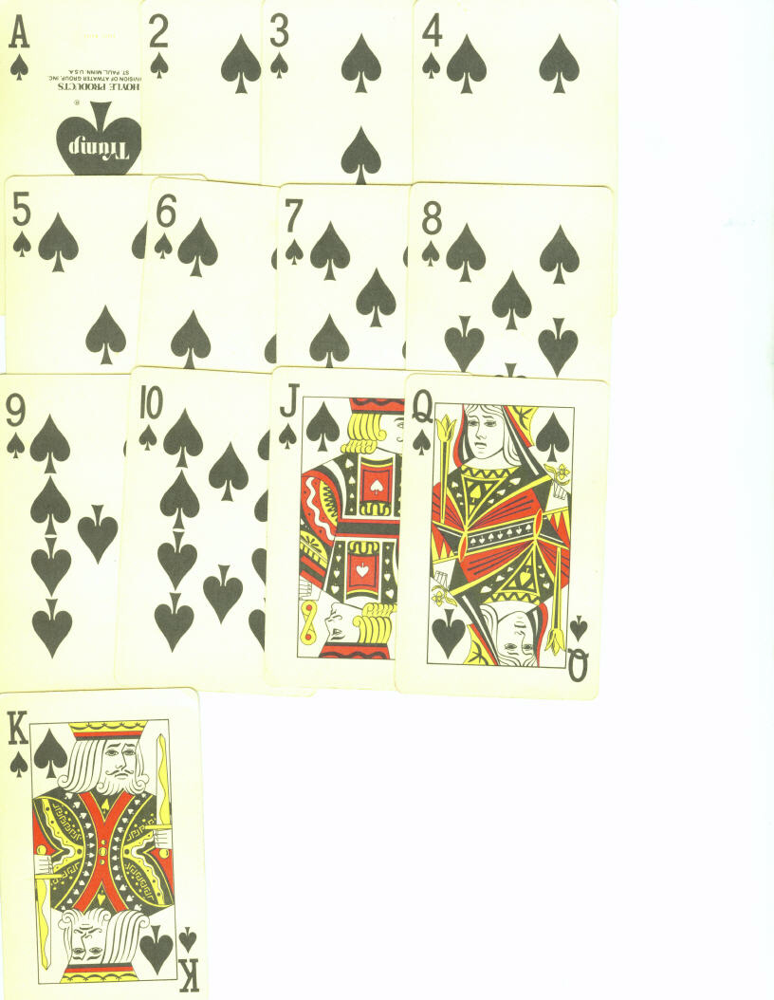 A
2
3
4
HOYLE PRODUCTS
DIVISION OF ATWATER GROUP, INC.
ST. PAUL, MINN. U.S.A.
®
Trump
5
6
7
8
9
10
J
Q
Q
K
K